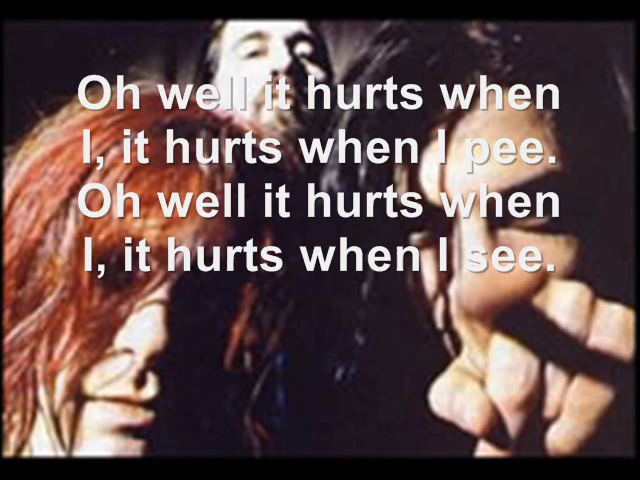 Oh well it hurts when
I, it hurts when I pee.
Oh well it hurts when
I, it hurts when I see.